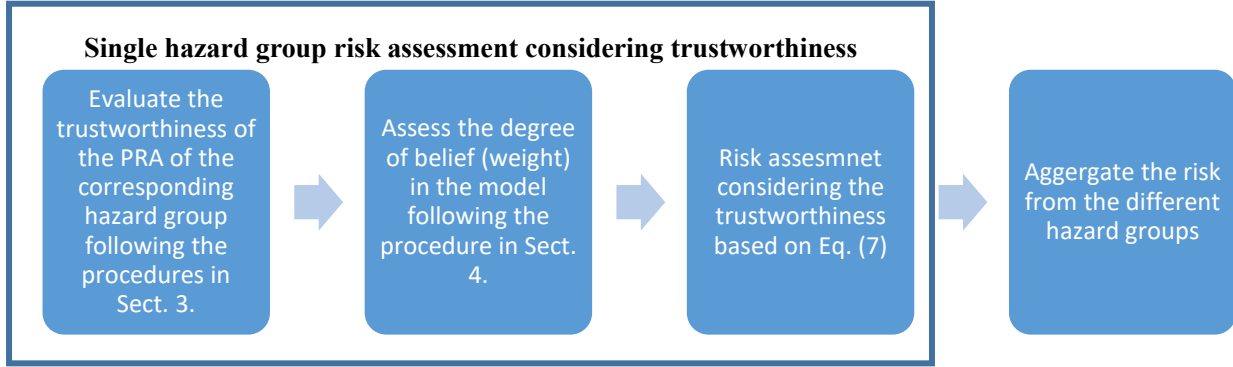 Single hazard group risk assessment considering trustworthiness
Evaluate the
trustworthiness of
the PRA of the
corresponding
hazard group
following the
procedures in
Sect. 3.
Assess the degree
of belief (weight)
in the model
following the
procedure in Sect.
4.
Risk assesmnet
considering the
trustworthiness
based on Eq. (7)
Aggergate the risk
from the different
hazard groups